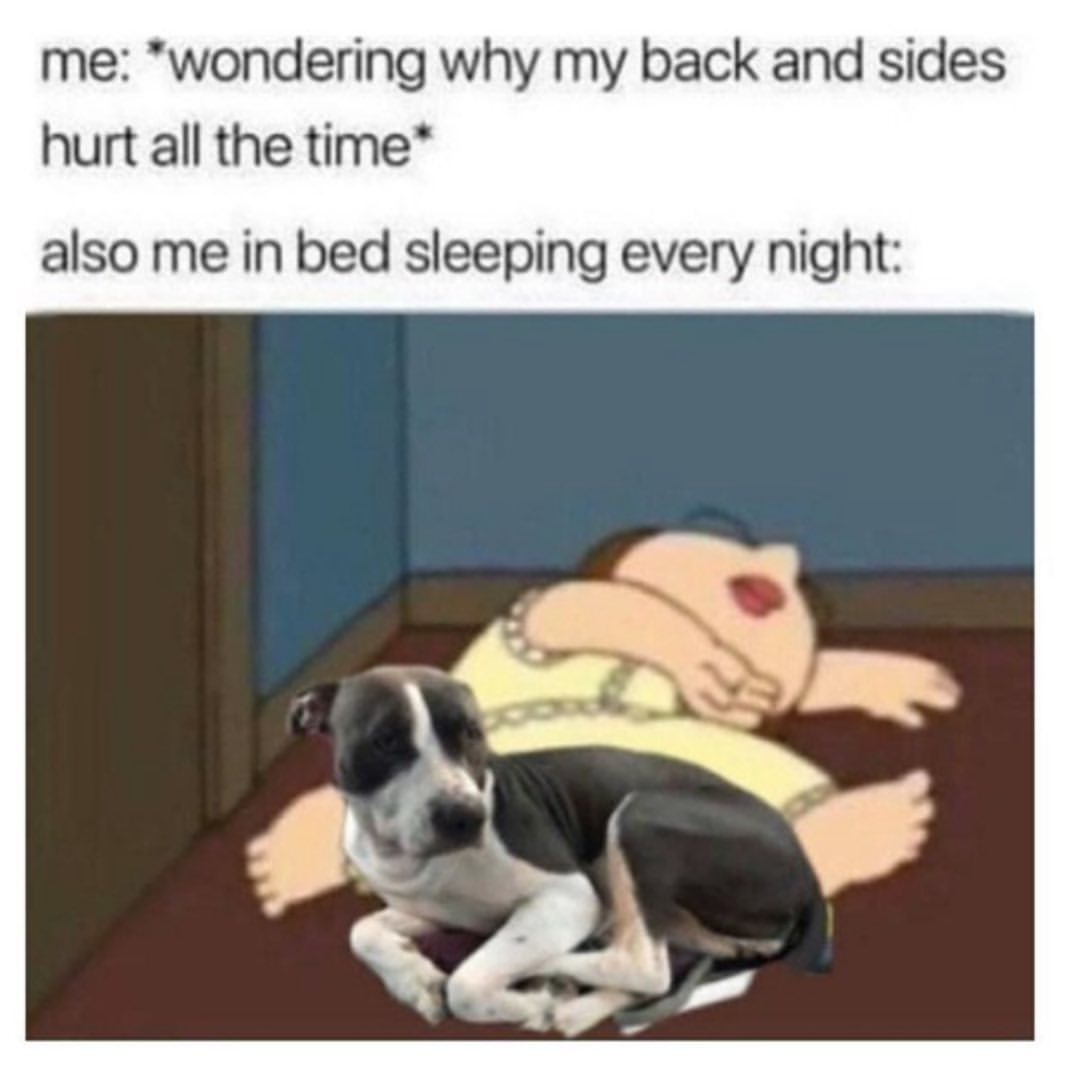 me: *wondering why my back and sides
hurt all the time*
also me in bed sleeping every night: